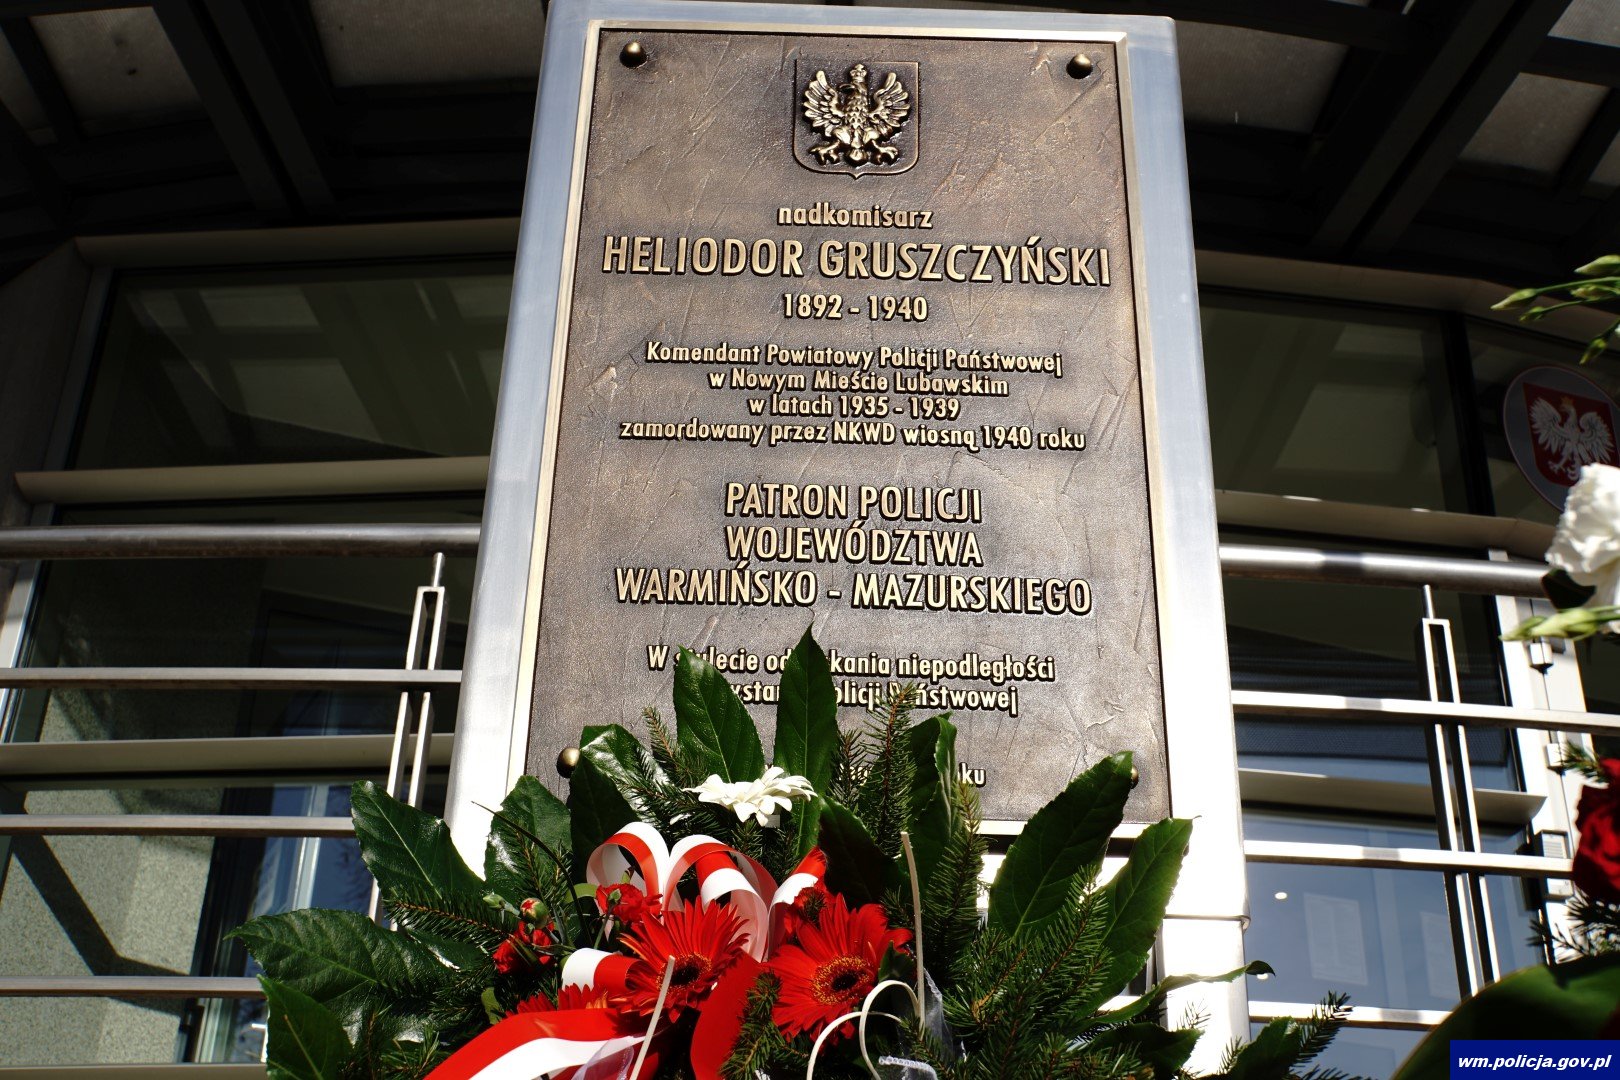 nadkomisarz
HELIODOR GRUSZCZYŃSKI
1892 - 1940
Komendant Powiatowy Policji Państwowej
w Nowym Mieście Lubawskim
w latach 1935 - 1939
zamordowany przez NKWD wiosną 1940 roku
PATRON POLICJI
WOJEWÓDZTWA
WARMIŃSKO - MAZURSKIEGO
W niepodległości
Policji Państwowej
roku
wm.policja.gov.pl